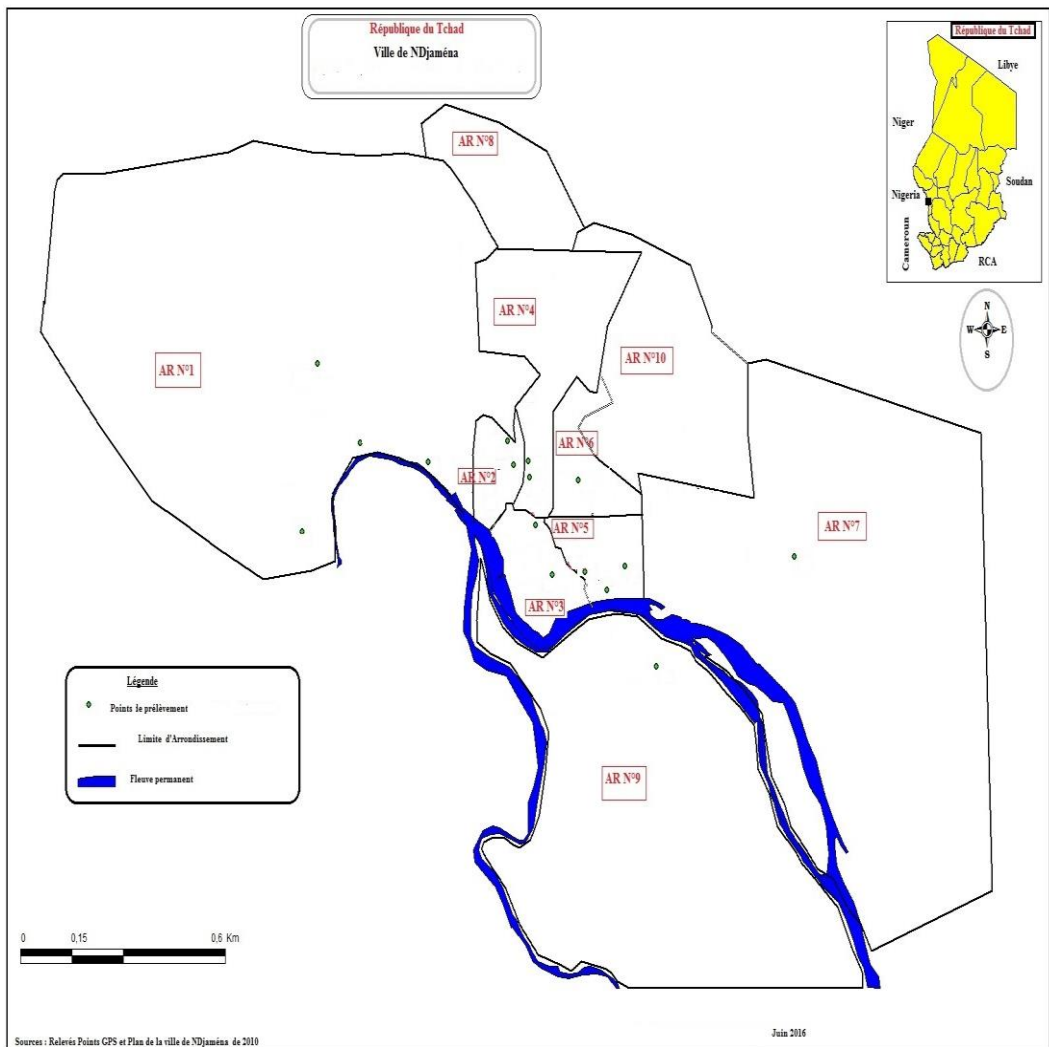 République du Tchad
Ville de NDjaména
République du Tchad
Libye
Niger
Soudan
Nigeria
Cameroun
RCA
N
W E
S
AR N°8
AR N°4
AR N°10
AR N°1
AR N°6
AR N°2
AR N°5
AR N°7
AR N°3
AR N°9
Légende
Points de prélèvement
Limite d'Arrondissement
Fleuve permanent
0 0,15 0,6 Km
Juin 2016
Sources : Relevés Points GPS et Plan de la ville de NDjaména de 2010